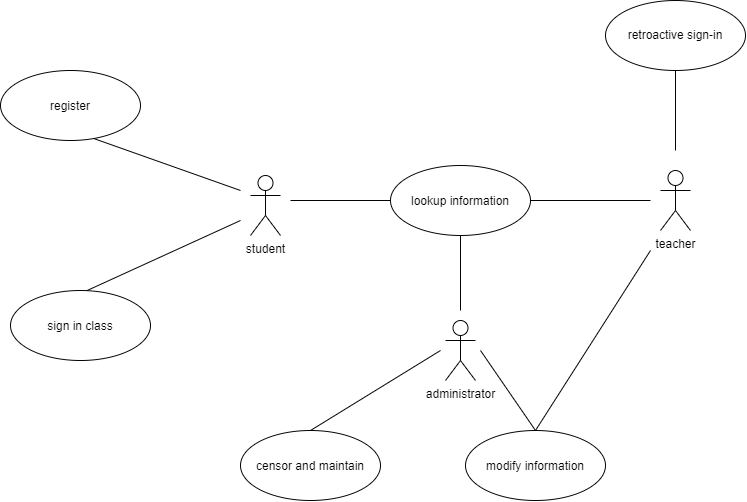 retroactive sign-in
register
lookup information
student
teacher
sign in class
administrator
censor and maintain
modify information